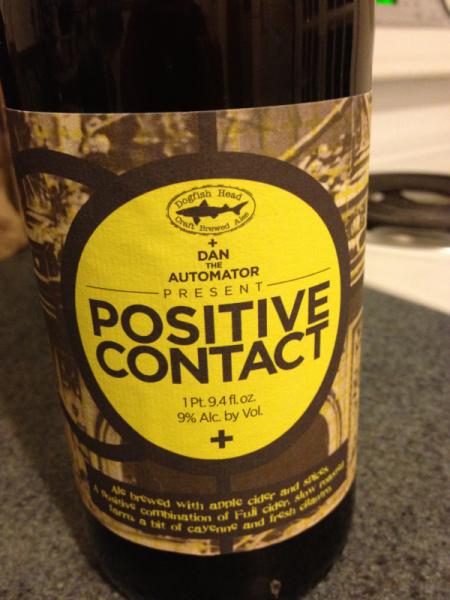 Dogfish Head
Craft Brewed Ales
+
DAN
THE
AUTOMATOR
PRESENT
POSITIVE
CONTACT
1 Pt. 9.4 fl. oz.
9% Alc. by Vol.
+
Ale brewed with apple cider and spices
A Positive combination of Fuji cider, slow roasted
farro a bit of cayenne and fresh cilantro